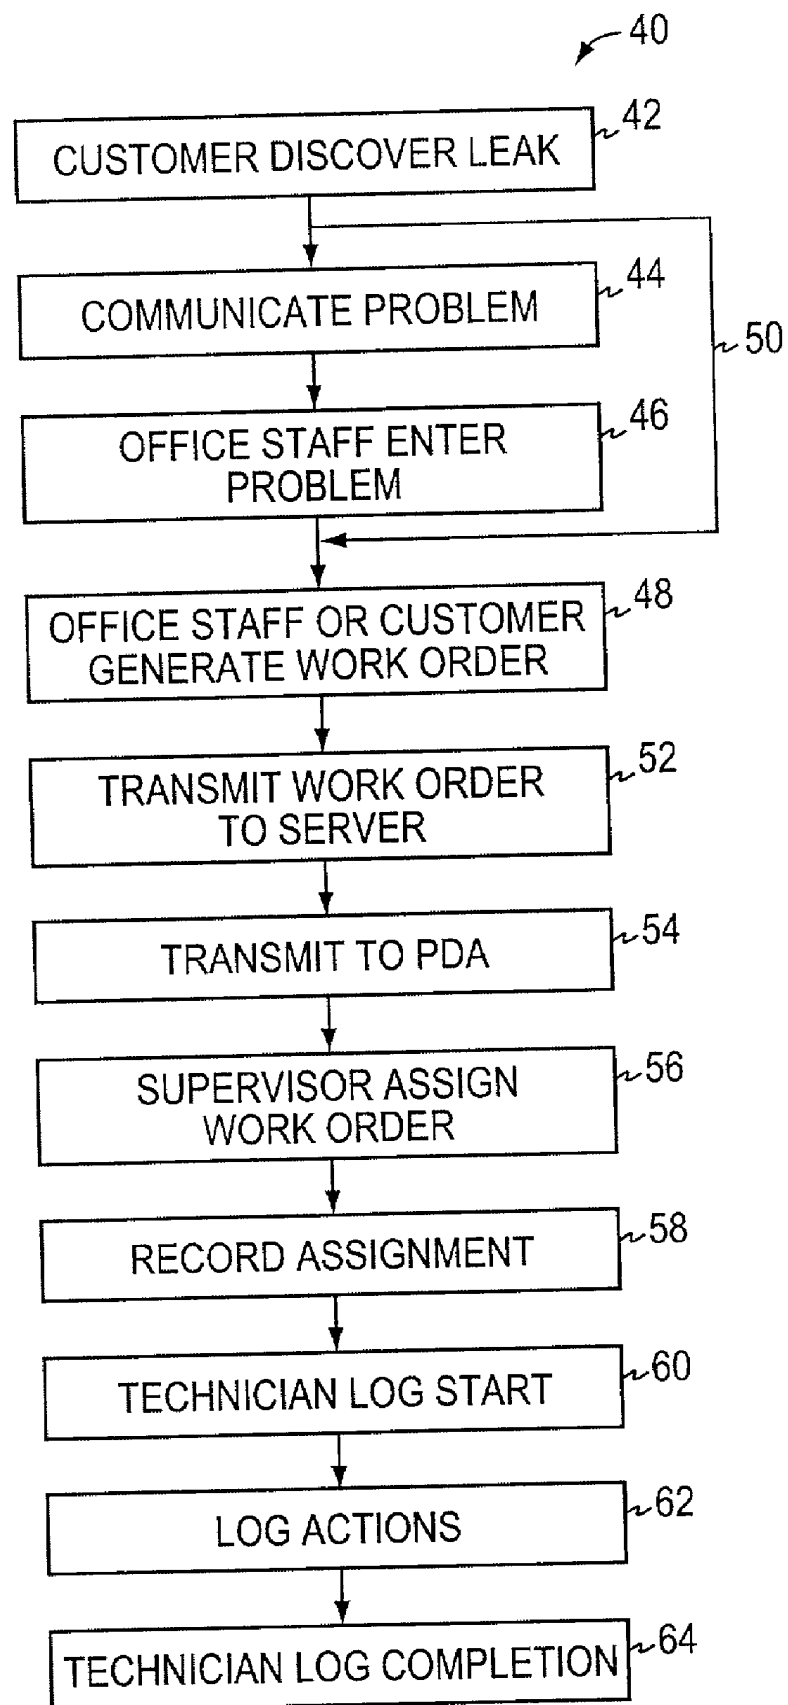 40
CUSTOMER DISCOVER LEAK
42
COMMUNICATE PROBLEM
44
50
OFFICE STAFF ENTER
PROBLEM
46
OFFICE STAFF OR CUSTOMER
GENERATE WORK ORDER
48
TRANSMIT WORK ORDER
TO SERVER
52
TRANSMIT TO PDA
54
SUPERVISOR ASSIGN
WORK ORDER
56
RECORD ASSIGNMENT
58
TECHNICIAN LOG START
60
LOG ACTIONS
62
TECHNICIAN LOG COMPLETION
64